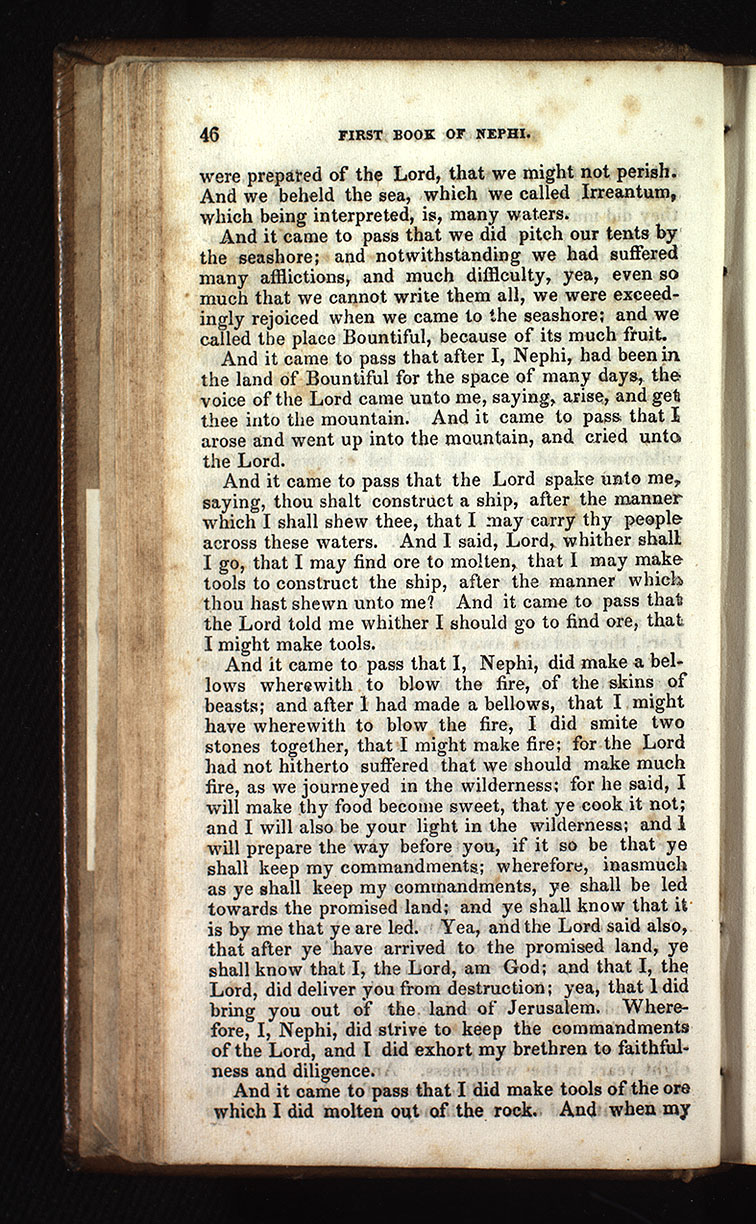 46 FIRST BOOK OF NEPHI.
were prepared of the Lord, that we might not perish.
And we beheld the sea, which we called Irreantum,
which being interpreted, is, many waters.
And it came to pass that we did pitch our tents by
the seashore; and notwithstanding we had suffered
many afflictions, and much difficulty, yea, even so
much that we cannot write them all, we were exceed-
ingly rejoiced when we came to the seashore; and we
called the place Bountiful, because of its much fruit.
And it came to pass that after I, Nephi, had been in
the land of Bountiful for the space of many days, the
voice of the Lord came unto me, saying, arise, and get
thee into the mountain. And it came to pass that I
arose and went up into the mountain, and cried unto
the Lord.
And it came to pass that the Lord spake unto me,
saying, thou shalt construct a ship, after the manner
which I shall shew thee, that I may carry thy people
across these waters. And I said, Lord, whither shall
I go, that I may find ore to molten, that I may make
tools to construct the ship, after the manner which
thou hast shewn unto me? And it came to pass that
the Lord told me whither I should go to find ore, that
I might make tools.
And it came to pass that I, Nephi, did make a bel-
lows wherewith to blow the fire, of the skins of
beasts; and after I had made a bellows, that I might
have wherewith to blow the fire, I did smite two
stones together, that I might make fire; for the Lord
had not hitherto suffered that we should make much
fire, as we journeyed in the wilderness; for he said, I
will make thy food become sweet, that ye cook it not;
and I will also be your light in the wilderness; and I
will prepare the way before you, if it so be that ye
shall keep my commandments; wherefore, inasmuch
as ye shall keep my commandments, ye shall be led
towards the promised land; and ye shall know that it
is by me that ye are led. Yea, and the Lord said also,
that after ye have arrived to the promised land, ye
shall know that I, the Lord, am God; and that I, the
Lord, did deliver you from destruction; yea, that I did
bring you out of the land of Jerusalem. Where-
fore, I, Nephi, did strive to keep the commandments
of the Lord, and I did exhort my brethren to faithful-
ness and diligence.
And it came to pass that I did make tools of the ore
which I did molten out of the rock. And when my